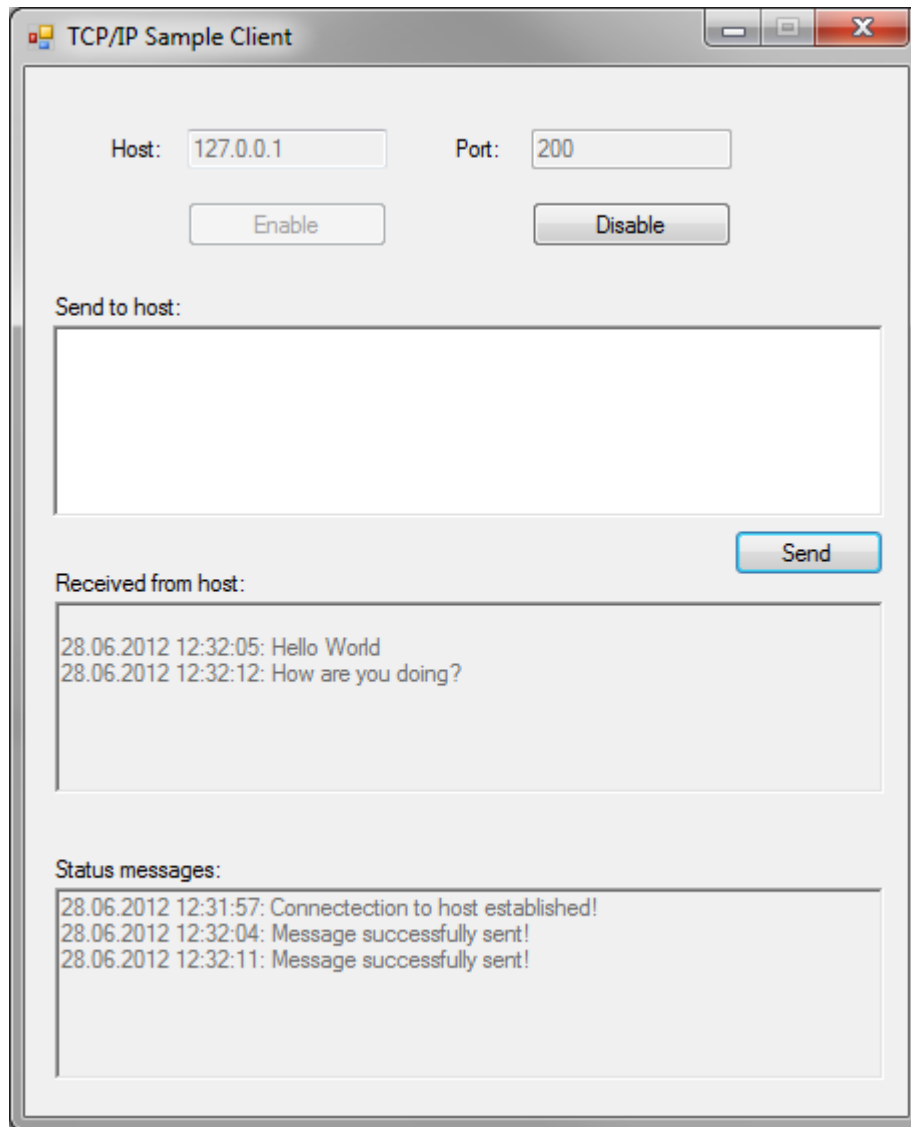 TCP/IP Sample Client
Host: 127.0.0.1 Port: 200
Enable Disable
Send to host:
Send
Received from host:
28.06.2012 12:32:05: Hello World
28.06.2012 12:32:12: How are you doing?
Status messages:
28.06.2012 12:31:57: Connectection to host established!
28.06.2012 12:32:04: Message successfully sent!
28.06.2012 12:32:11: Message successfully sent!